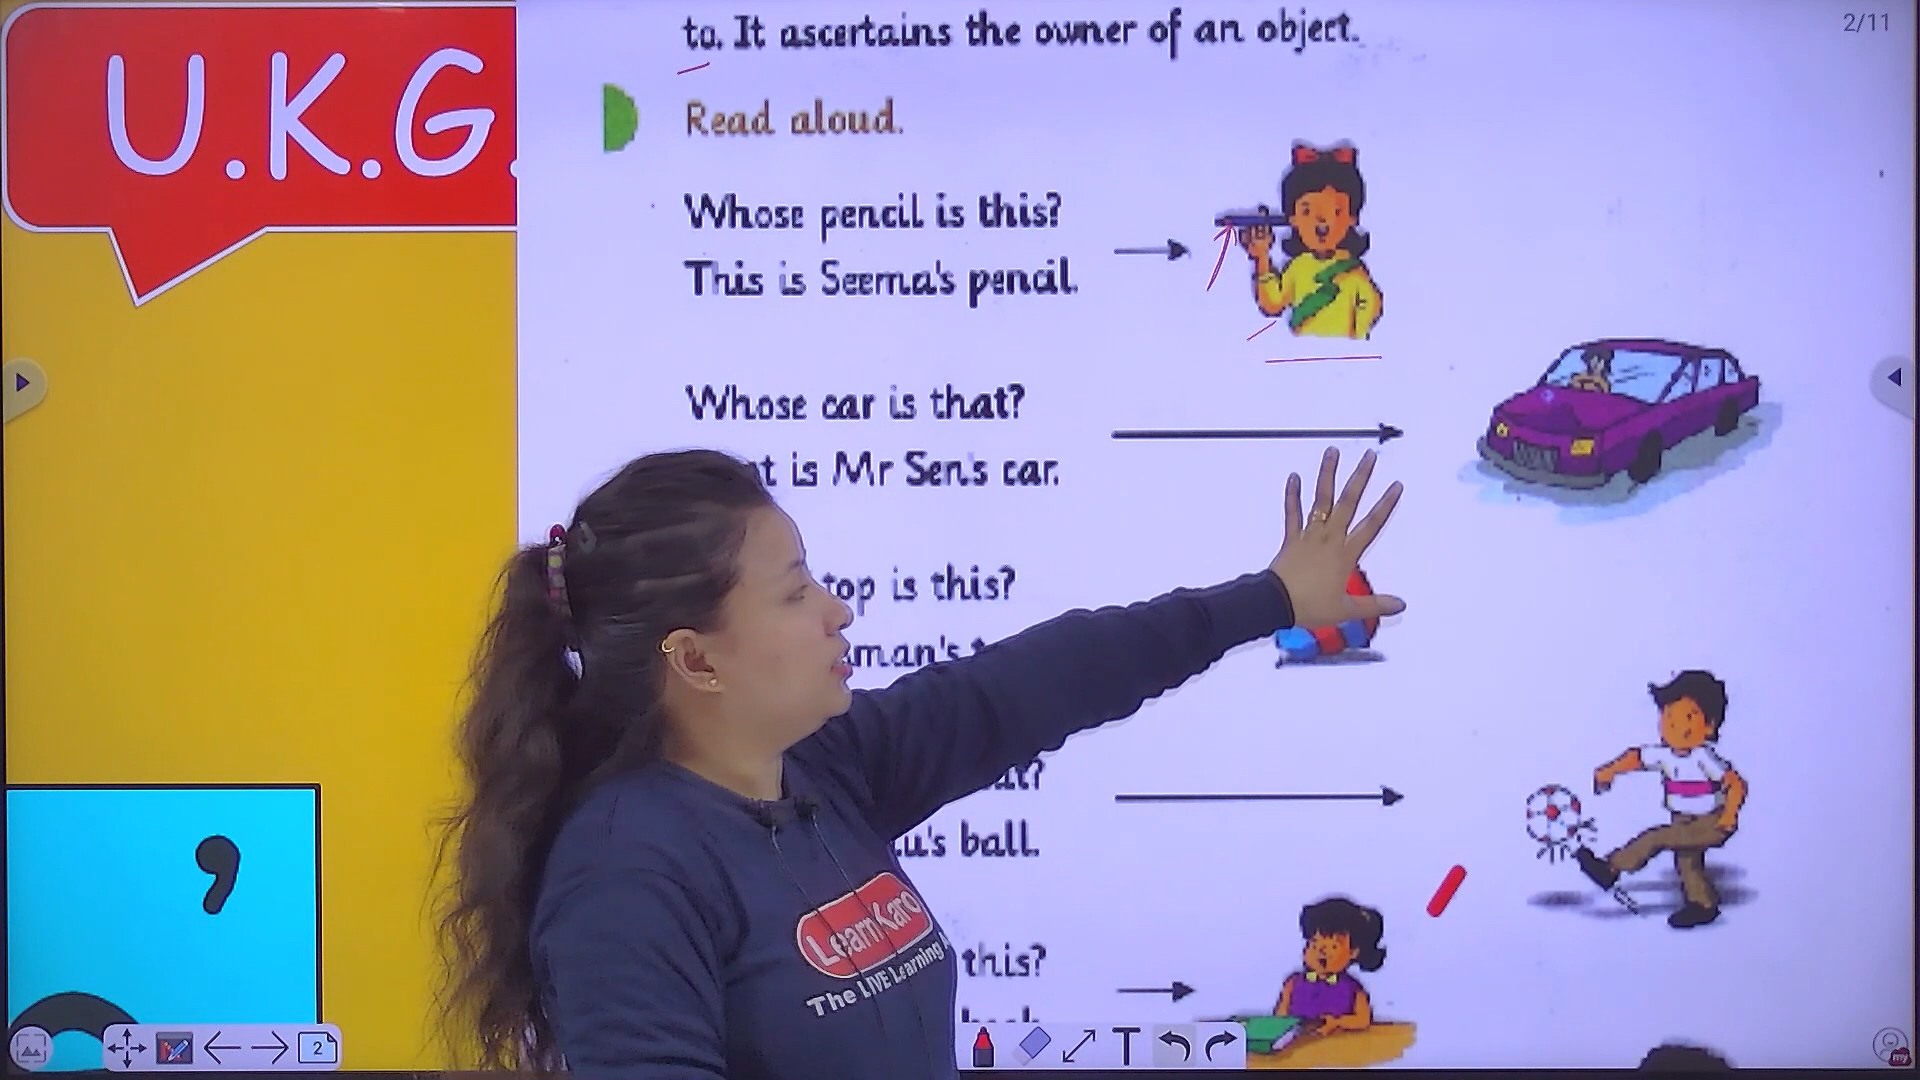 U.K.G.
2/11
to. It ascertains the owner of an object.
Read aloud.
Whose pencil is this?
This is Seema's pencil.
Whose car is that?
is Mr Sen's car.
top is this?
ball.
this?
LearnKaro
The LIVE Learning
2
T
my